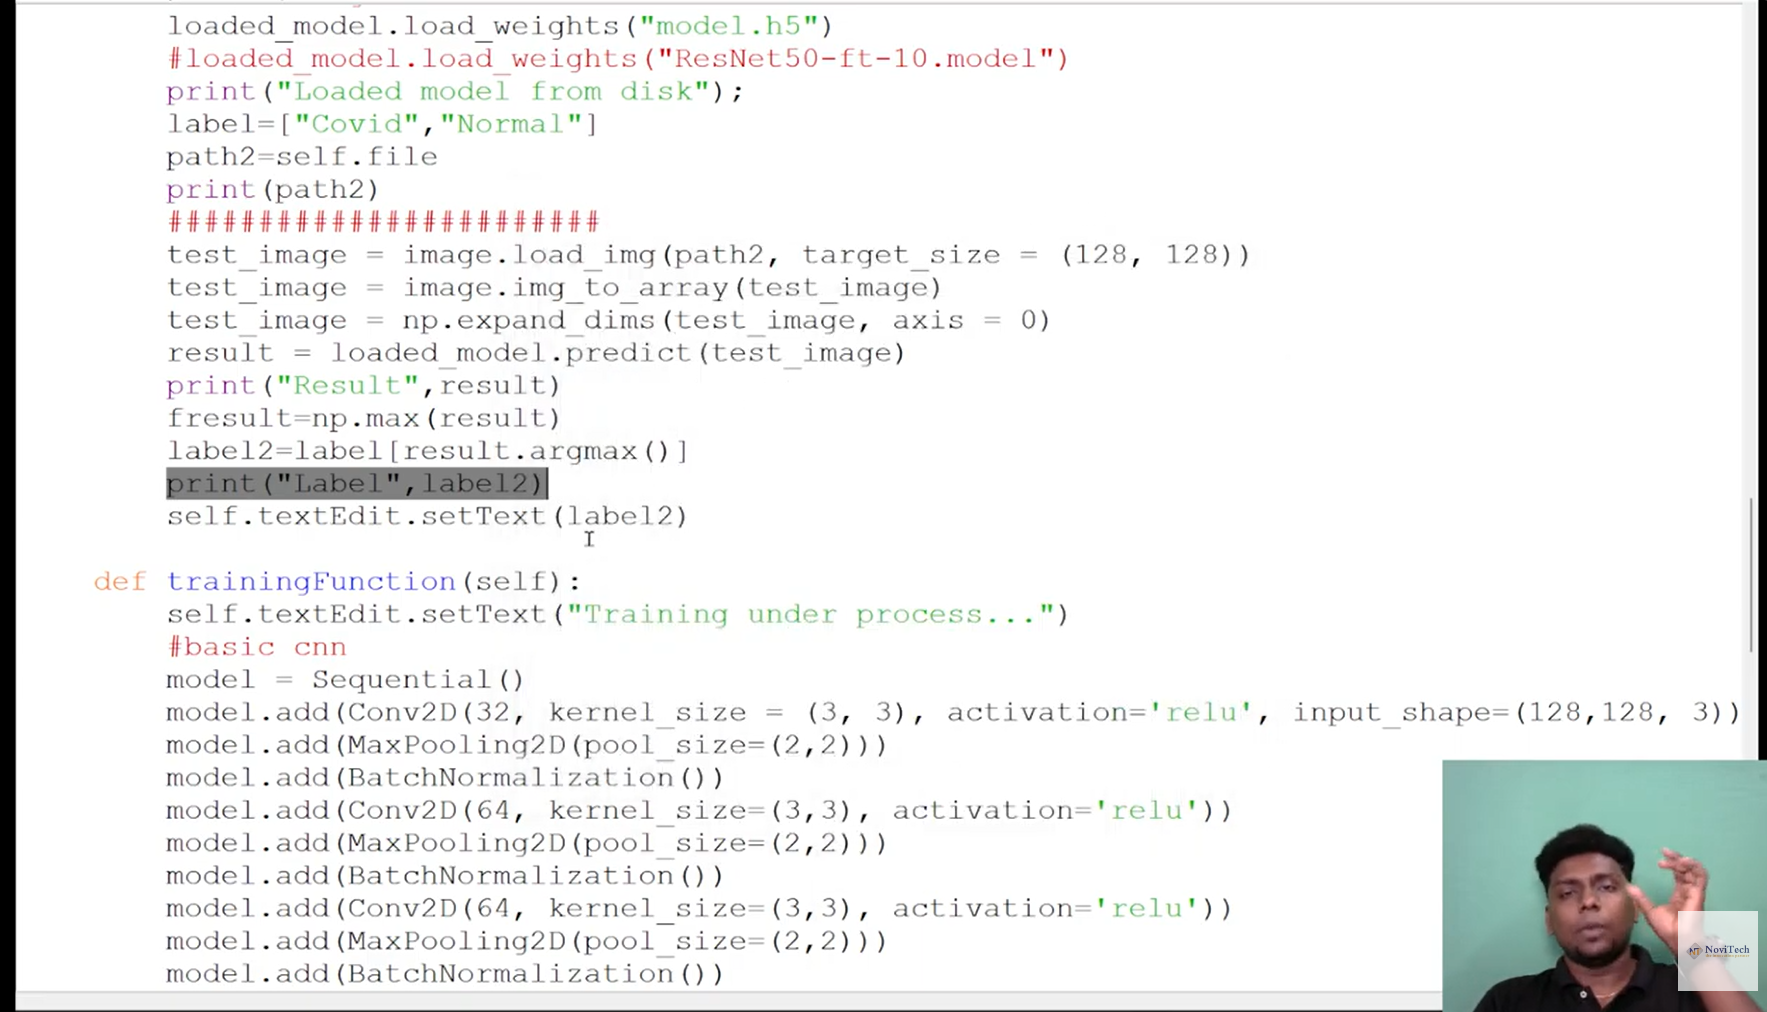 loaded_model.load_weights("model.h5")
#loaded_model.load_weights("ResNet50-ft-10.model")
print("Loaded model from disk");
label=["Covid","Normal"]
path2=self.file
print(path2)
########################
test_image = image.load_img(path2, target_size = (128, 128))
test_image = image.img_to_array(test_image)
test_image = np.expand_dims(test_image, axis = 0)
result = loaded_model.predict(test_image)
print("Result",result)
fresult=np.max(result)
label2=label[result.argmax()]
print("Label",label2)
self.textEdit.setText(label2)
def trainingFunction(self):
self.textEdit.setText("Training under process...")
#basic cnn
model = Sequential()
model.add(Conv2D(32, kernel_size = (3, 3), activation='relu', input_shape=(128,128, 3))
model.add(MaxPooling2D(pool_size=(2,2)))
model.add(BatchNormalization())
model.add(Conv2D(64, kernel_size=(3,3), activation='relu'))
model.add(MaxPooling2D(pool_size=(2,2)))
model.add(BatchNormalization())
model.add(Conv2D(64, kernel_size=(3,3), activation='relu'))
model.add(MaxPooling2D(pool_size=(2,2)))
model.add(BatchNormalization())
NoviTech